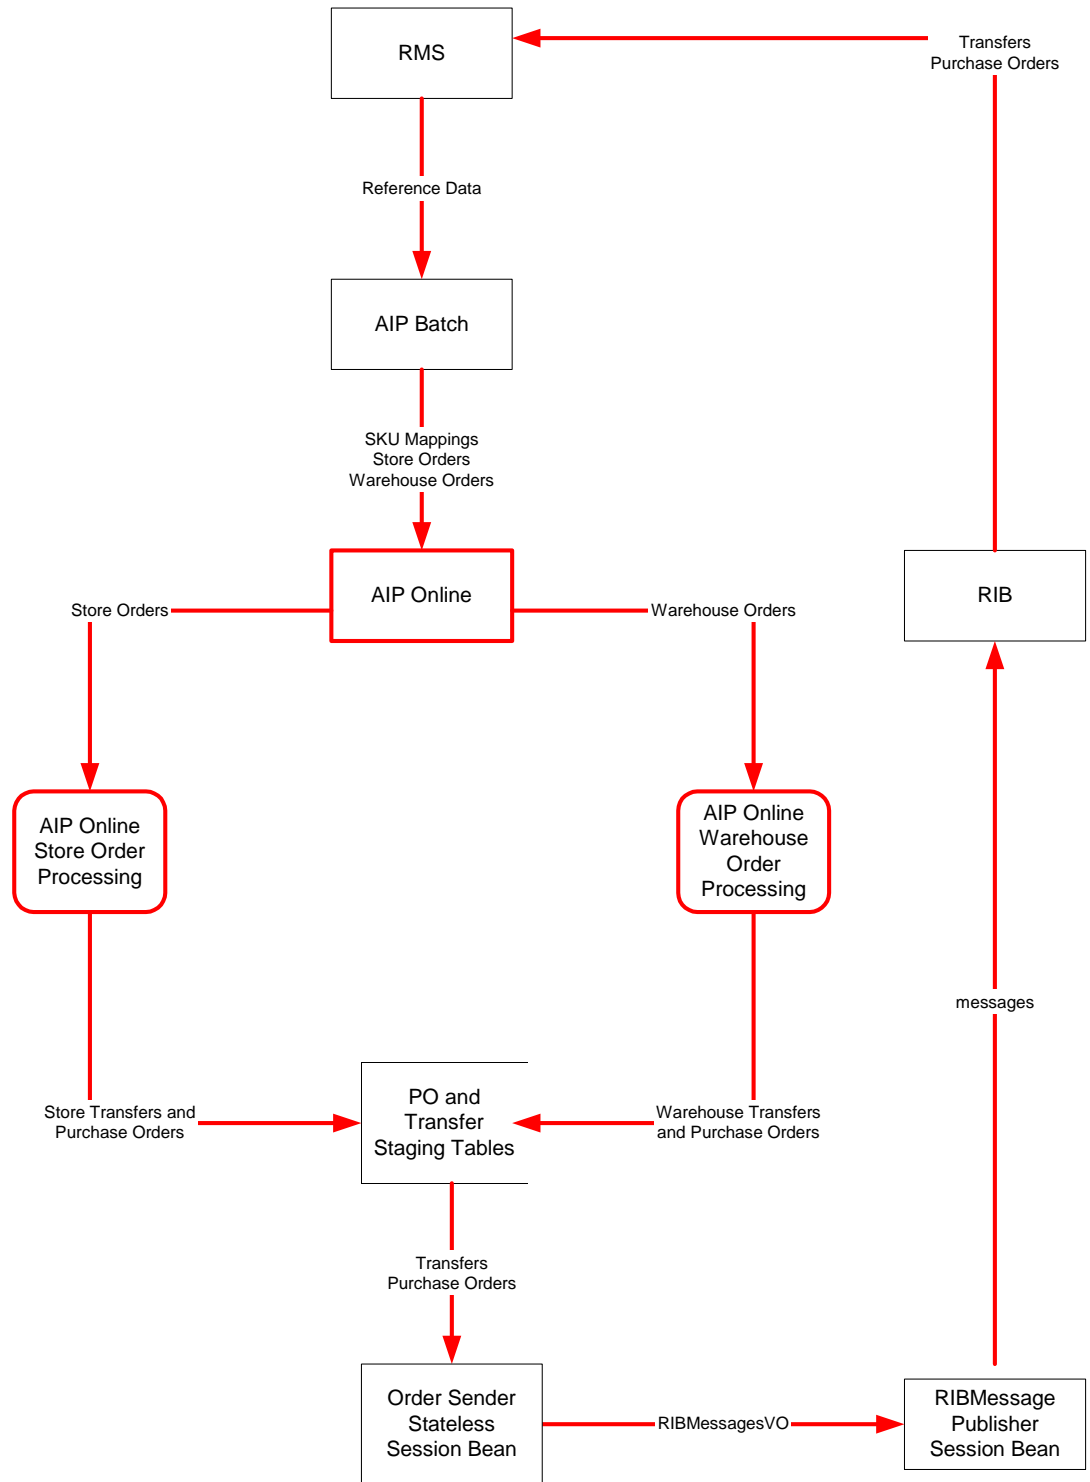 RMS
Transfers
Purchase Orders
Reference Data
AIP Batch
SKU Mappings
Store Orders
Warehouse Orders
AIP Online
RIB
Store Orders
Warehouse Orders
AIP Online
Store Order
Processing
AIP Online
Warehouse
Order
Processing
messages
PO and
Transfer
Staging Tables
Store Transfers and
Purchase Orders
Warehouse Transfers
and Purchase Orders
Transfers
Purchase Orders
Order Sender
Stateless
Session Bean
RIBMessagesVO
RIBMessage
Publisher
Session Bean